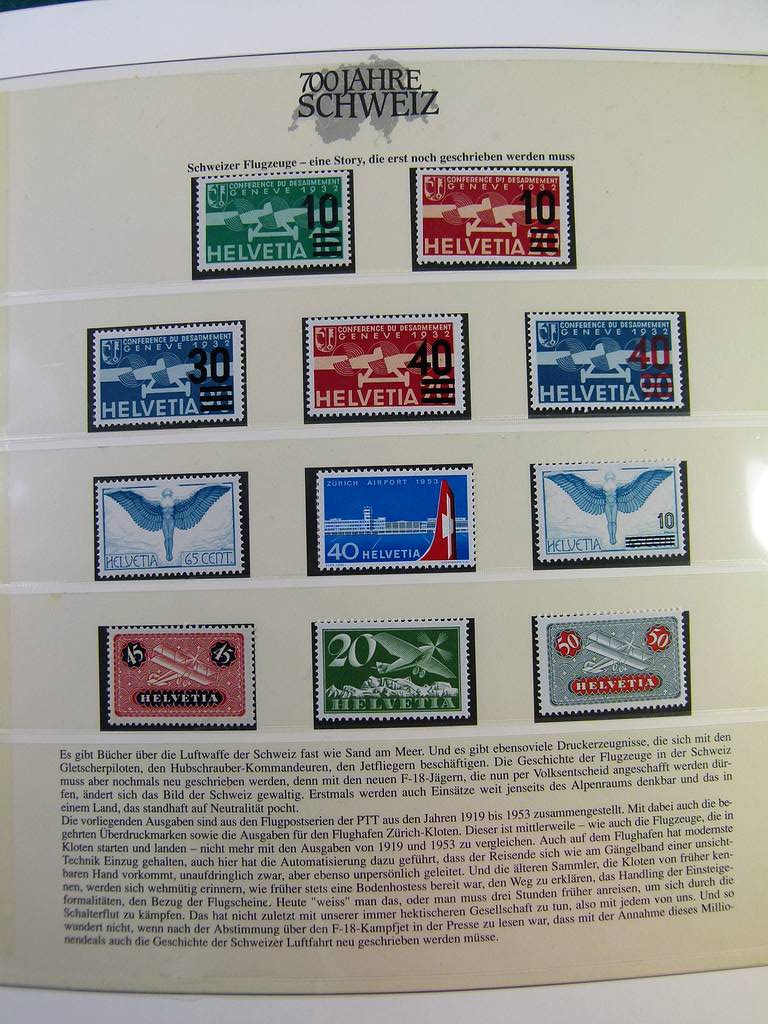 700 JAHRE
SCHWEIZ
Schweizer Flugzeuge – eine Story, die erst noch geschrieben werden muss
CONFERENCE DU DESARMEMENT
GENEVE 1932
10
HELVETIA
CONFERENCE DU DESARMEMENT
GENEVE 1932
10
HELVETIA
CONFERENCE DU DESARMEMENT
GENEVE 1932
30
HELVETIA 90
CONFERENCE DU DESARMEMENT
GENEVE 1932
40
HELVETIA 20
CONFERENCE DU DESARMEMENT
GENEVE 1932
40
HELVETIA 90
HELVETIA 65 CENT.
ZÜRICH AIRPORT 1953
40 HELVETIA
10
HELVETIA
45 45
HELVETIA
20
HELVETIA
50 50
HELVETIA
Es gibt Bücher über die Luftwaffe der Schweiz fast wie Sand am Meer. Und es gibt ebensoviele Druckerzeugnisse, die sich mit den
Gletscherpiloten, den Hubschrauber-Kommandeuren, den Jetfliegern beschäftigen. Die Geschichte der Flugzeuge in der Schweiz
muss aber nochmals neu geschrieben werden, denn mit den neuen F-18-Jägern, die nun per Volksentscheid angeschafft werden dür-
fen, ändert sich das Bild der Schweiz gewaltig. Erstmals werden auch Einsätze weit jenseits des Alpenraums denkbar und das in
einem Land, das standhaft auf Neutralität pocht.
Die vorliegenden Ausgaben sind aus den Flugpostserien der PTT aus den Jahren 1919 bis 1953 zusammengestellt. Mit dabei auch die be-
gehrten Überdruckmarken sowie die Ausgaben für den Flughafen Zürich-Kloten. Dieser ist mittlerweile – wie auch die Flugzeuge, die in
Kloten starten und landen – nicht mehr mit den Ausgaben von 1919 und 1953 zu vergleichen. Auch auf dem Flughafen hat modernste
Technik Einzug gehalten, auch hier hat die Automatisierung dazu geführt, dass der Reisende sich wie am Gängelband einer unsicht-
baren Hand vorkommt, unaufdringlich zwar, aber ebenso unpersönlich geleitet. Und die älteren Sammler, die Kloten von früher ken-
nen, werden sich wehmütig erinnern, wie früher stets eine Bodenhostess bereit war, den Weg zu erklären, das Handling der Einsteige-
formalitäten, den Bezug der Flugscheine. Heute "weiss" man das, oder man muss drei Stunden früher anreisen, um sich durch die
Schalterflut zu kämpfen. Das hat nicht zuletzt mit unserer immer hektischeren Gesellschaft zu tun, also mit jedem von uns. Und so
wundert nicht, wenn nach der Abstimmung über den F-18-Kampfjet in der Presse zu lesen war, dass mit der Annahme dieses Millio-
nendeals auch die Geschichte der Schweizer Luftfahrt neu geschrieben werden müsse.